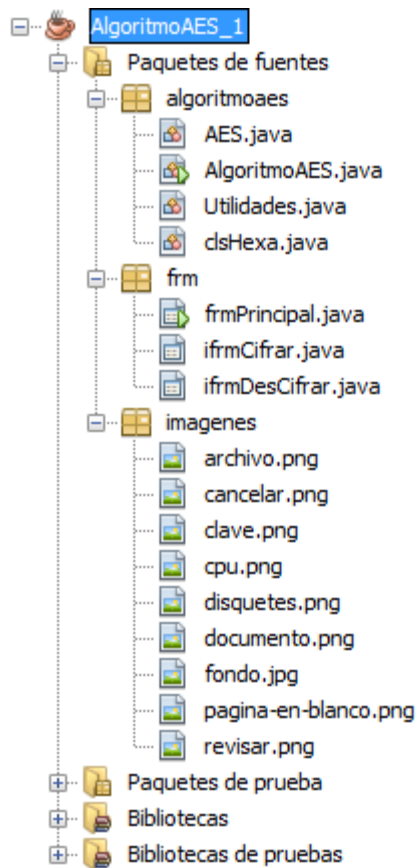 AlgoritmoAES_1
Paquetes de fuentes
algoritmoaes
AES.java
AlgoritmoAES.java
Utilidades.java
clsHexa.java
frm
frmPrincipal.java
ifrmCifrar.java
ifrmDesCifrar.java
imagenes
archivo.png
cancelar.png
clave.png
cpu.png
disquetes.png
documento.png
fondo.jpg
pagina-en-blanco.png
revisar.png
Paquetes de prueba
Bibliotecas
Bibliotecas de pruebas